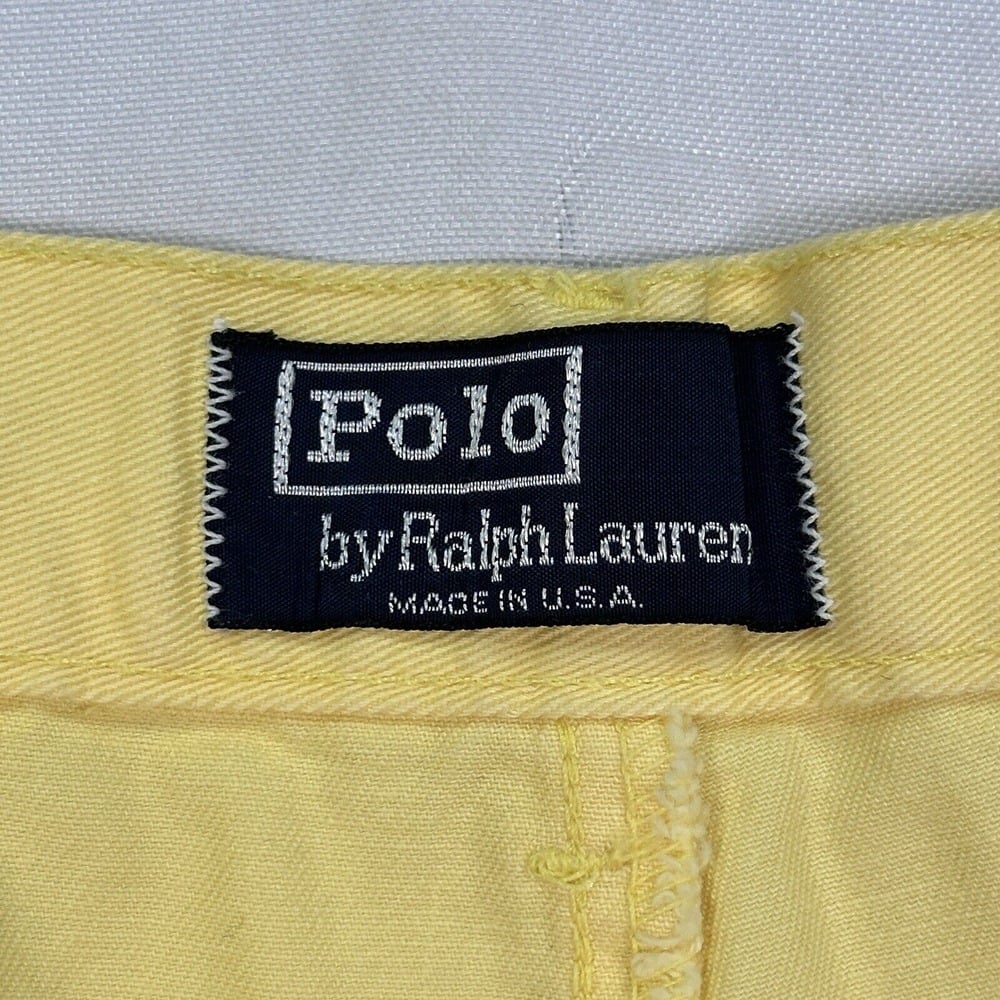 Polo
by Ralph Lauren
MADE IN U.S.A.